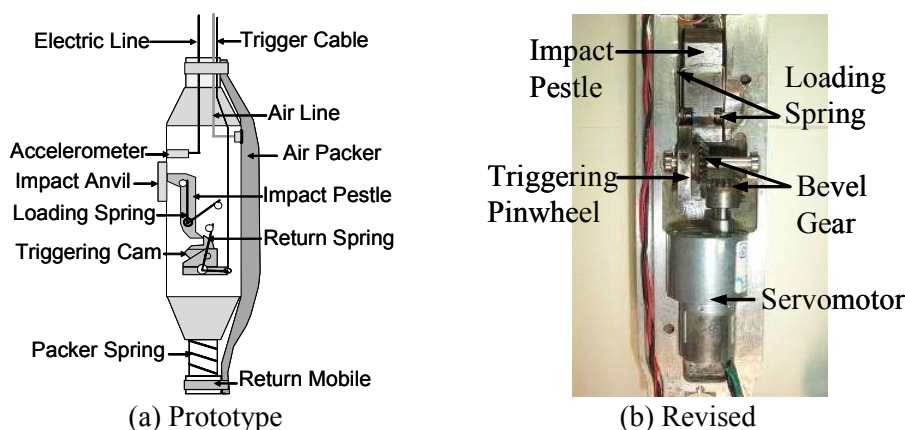 Electric Line
Trigger Cable
Air Line
Accelerometer
Air Packer
Impact Anvil
Impact Pestle
Loading Spring
Return Spring
Triggering Cam
Packer Spring
Return Mobile
(a) Prototype
Impact
Pestle
Loading
Spring
Triggering
Pinwheel
Bevel
Gear
Servomotor
(b) Revised